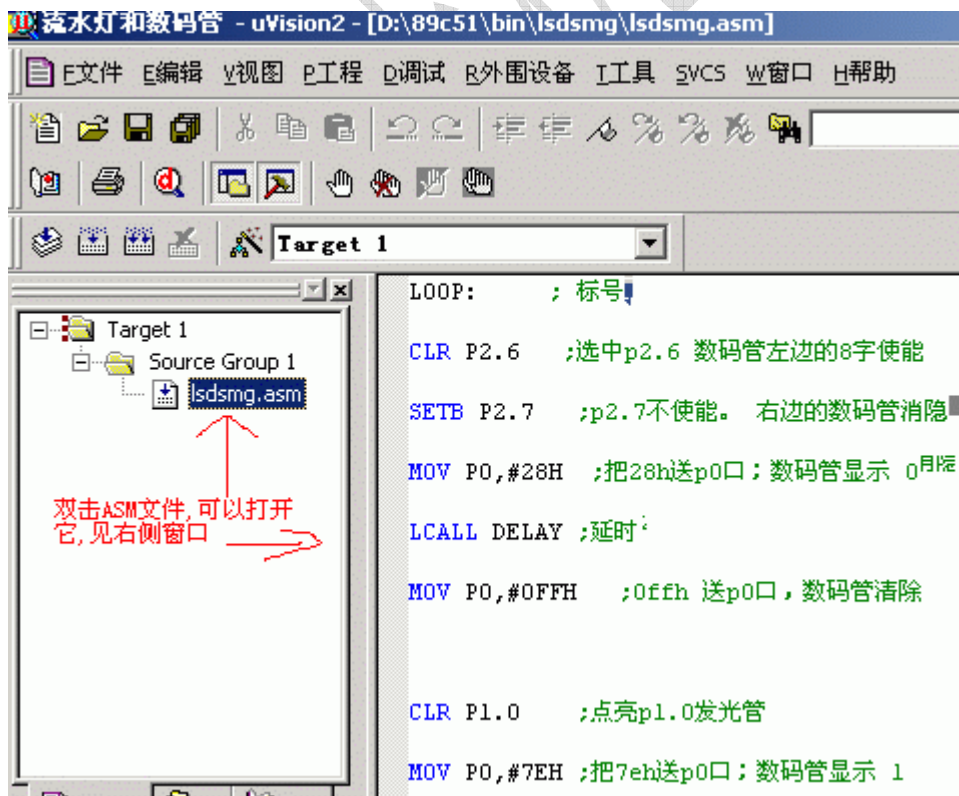 流水灯和数码管 - uVision2 - [D:\89c51\bin\lsdsmg\lsdsmg.asm]
F文件 E编辑 V视图 P工程 D调试 R外围设备 T工具 SVCS W窗口 H帮助
Target 1
Target 1
Source Group 1
lsdsmg.asm
双击ASM文件,可以打开
它,见右侧窗口
LOOP: ; 标号
CLR P2.6 ;选中p2.6 数码管左边的8字使能
SETB P2.7 ;p2.7不使能。 右边的数码管消隐
MOV P0,#28H ;把28h送p0口；数码管显示 0
LCALL DELAY ;延时
MOV P0,#0FFH ;0ffh 送p0口，数码管清除
CLR P1.0 ;点亮p1.0发光管
MOV P0,#7EH ;把7eh送p0口；数码管显示 1